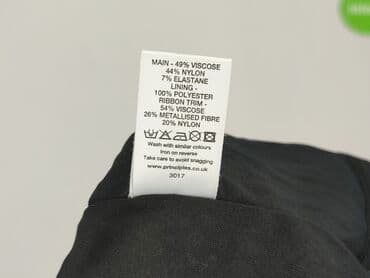 MAIN - 49% VISCOSE
44% NYLON
7% ELASTANE
LINING -
100% POLYESTER
RIBBON TRIM -
54% VISCOSE
26% METALLISED FIBRE
20% NYLON
Wash with similar colours
Iron on reverse
Take care to avoid snagging
www.principles.co.uk
3017